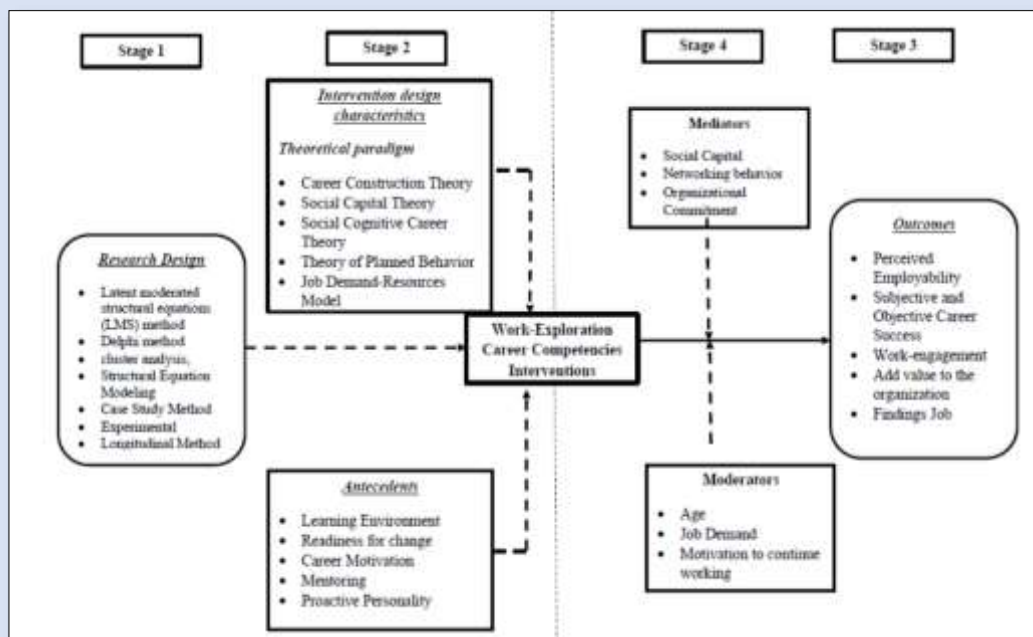 Stage 1
Stage 2
Stage 4
Stage 3
Intervention design
characteristics
Theoretical paradigm
• Career Construction Theory
• Social Capital Theory
• Social Cognitive Career
Theory
• Theory of Planned Behavior
• Job Demand-Resources
Model
Mediators
• Social Capital
• Networking behavior
• Organizational
Commitment
Research Design
• Latent moderated
structural equations
(LMS) method
• Delphi method
• cluster analysis,
• Structural Equation
Modeling
• Case Study Method
• Experimental
• Longitudinal Method
Work-Exploration
Career Competencies
Interventions
Outcomes
• Perceived
Employability
• Subjective and
Objective Career
Success
• Work-engagement
• Add value to the
organization
• Findings Job
Antecedents
• Learning Environment
• Readiness for change
• Career Motivation
• Mentoring
• Proactive Personality
Moderators
• Age
• Job Demand
• Motivation to continue
working